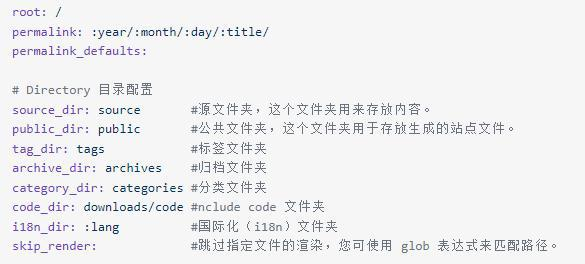 root: /
permalink: :year/:month/:day/:title/
permalink_defaults:
# Directory 目录配置
source_dir: source #源文件夹，这个文件夹用来存放内容。
public_dir: public #公共文件夹，这个文件夹用于存放生成的站点文件。
tag_dir: tags #标签文件夹
archive_dir: archives #归档文件夹
category_dir: categories #分类文件夹
code_dir: downloads/code #nclude code 文件夹
i18n_dir: :lang #国际化（i18n）文件夹
skip_render: #跳过指定文件的渲染，您可使用 glob 表达式来匹配路径。